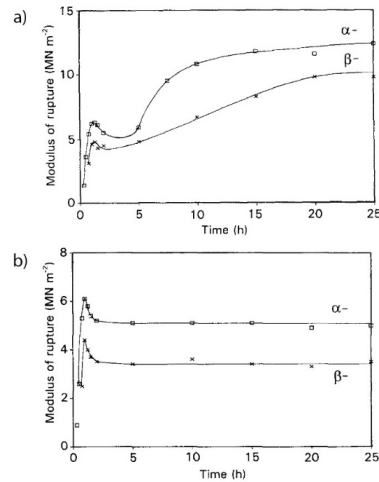 a)
Modulus of rupture (MN m⁻²)
15
10
5
0
0 5 10 15 20 25
Time (h)
α-
β-
b)
Modulus of rupture (MN m⁻²)
8
6
4
2
0
0 5 10 15 20 25
Time (h)
α-
β-